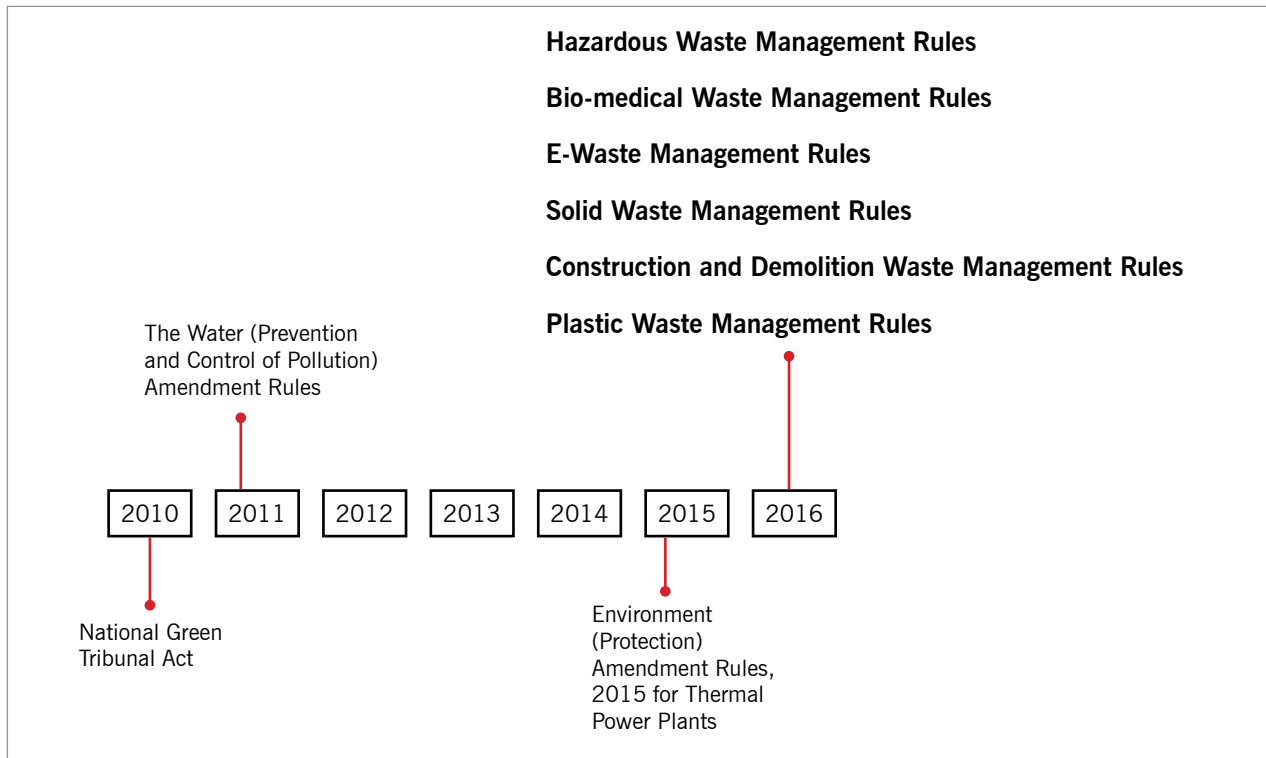 Hazardous Waste Management Rules
Bio-medical Waste Management Rules
E-Waste Management Rules
Solid Waste Management Rules
Construction and Demolition Waste Management Rules
Plastic Waste Management Rules
The Water (Prevention
and Control of Pollution)
Amendment Rules
2010
2011
2012
2013
2014
2015
2016
National Green
Tribunal Act
Environment
(Protection)
Amendment Rules,
2015 for Thermal
Power Plants